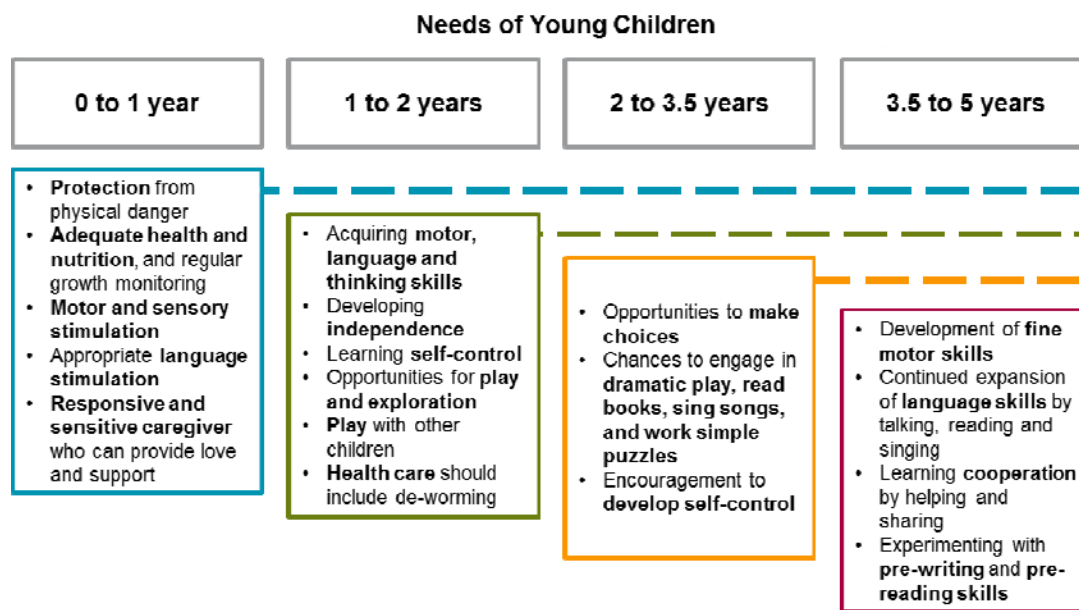 Needs of Young Children
0 to 1 year
1 to 2 years
2 to 3.5 years
3.5 to 5 years
• Protection from
physical danger
• Adequate health and
nutrition, and regular
growth monitoring
• Motor and sensory
stimulation
• Appropriate language
stimulation
• Responsive and
sensitive caregiver
who can provide love
and support
• Acquiring motor,
language and
thinking skills
• Developing
independence
• Learning self-control
• Opportunities for play
and exploration
• Play with other
children
• Health care should
include de-worming
• Opportunities to make
choices
• Chances to engage in
dramatic play, read
books, sing songs,
and work simple
puzzles
• Encouragement to
develop self-control
• Development of fine
motor skills
• Continued expansion
of language skills by
talking, reading and
singing
• Learning cooperation
by helping and
sharing
• Experimenting with
pre-writing and pre-
reading skills